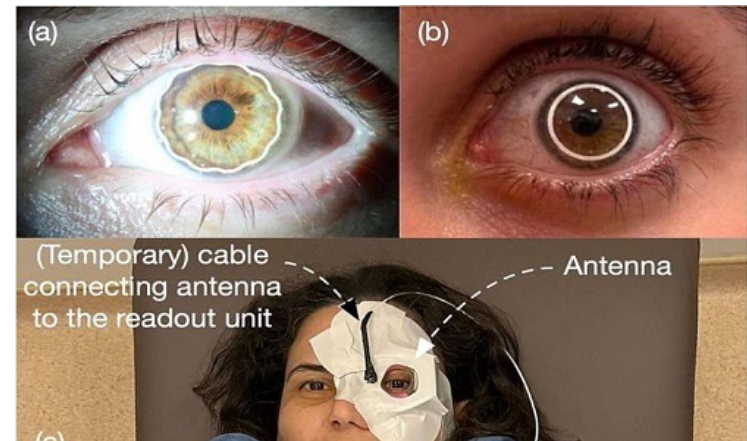 (a)
(b)
(Temporary) cable
connecting antenna
to the readout unit
Antenna
(c)